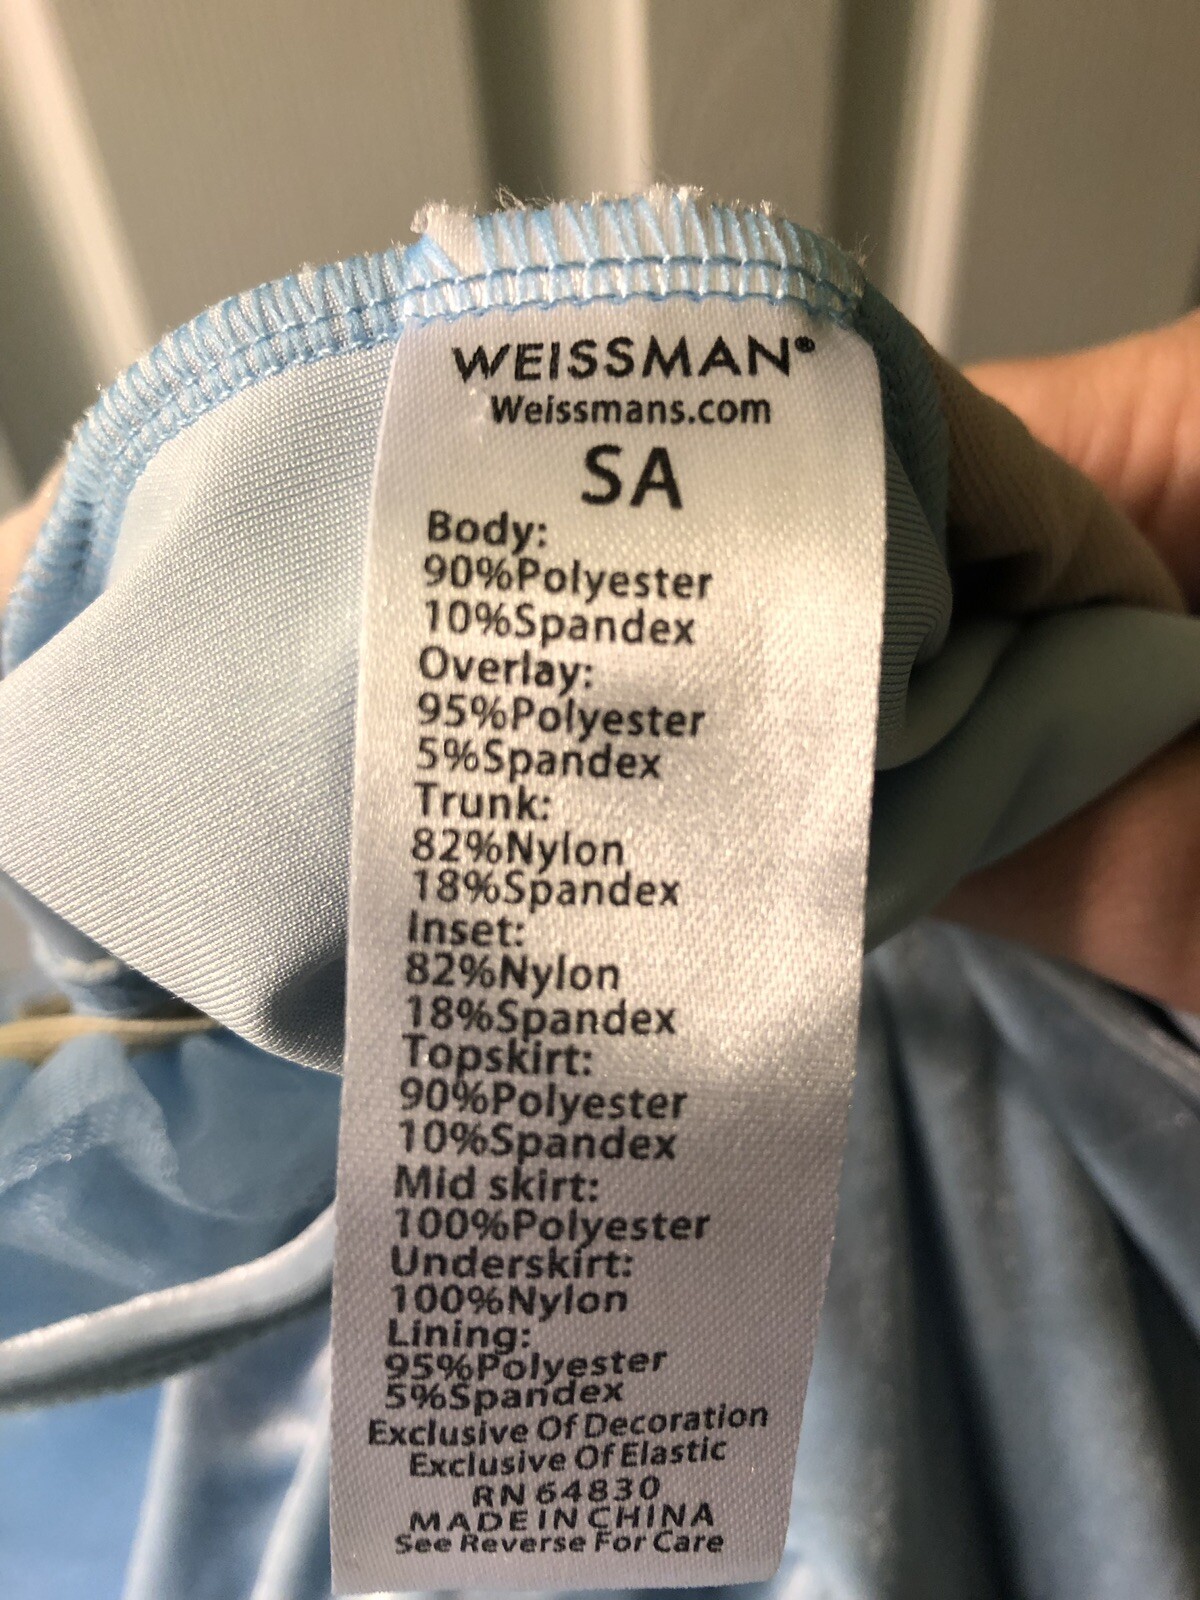 WEISSMAN®
Weissmans.com
SA
Body:
90%Polyester
10%Spandex
Overlay:
95%Polyester
5%Spandex
Trunk:
82%Nylon
18%Spandex
Inset:
82%Nylon
18%Spandex
Topskirt:
90%Polyester
10%Spandex
Mid skirt:
100%Polyester
Underskirt:
100%Nylon
Lining:
95%Polyester
5%Spandex
Exclusive Of Decoration
Exclusive Of Elastic
RN 64830
MADE IN CHINA
See Reverse For Care